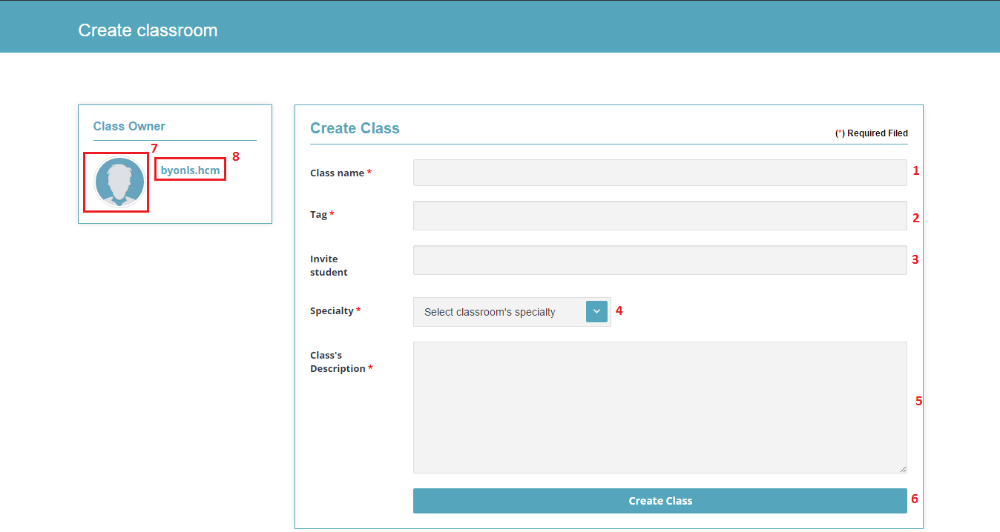 Create classroom
Class Owner
7
byonls.hcm
8
Create Class
(*) Required Filed
Class name *
1
Tag *
2
Invite
student
3
Specialty *
Select classroom's specialty
4
Class's
Description *
5
Create Class
6